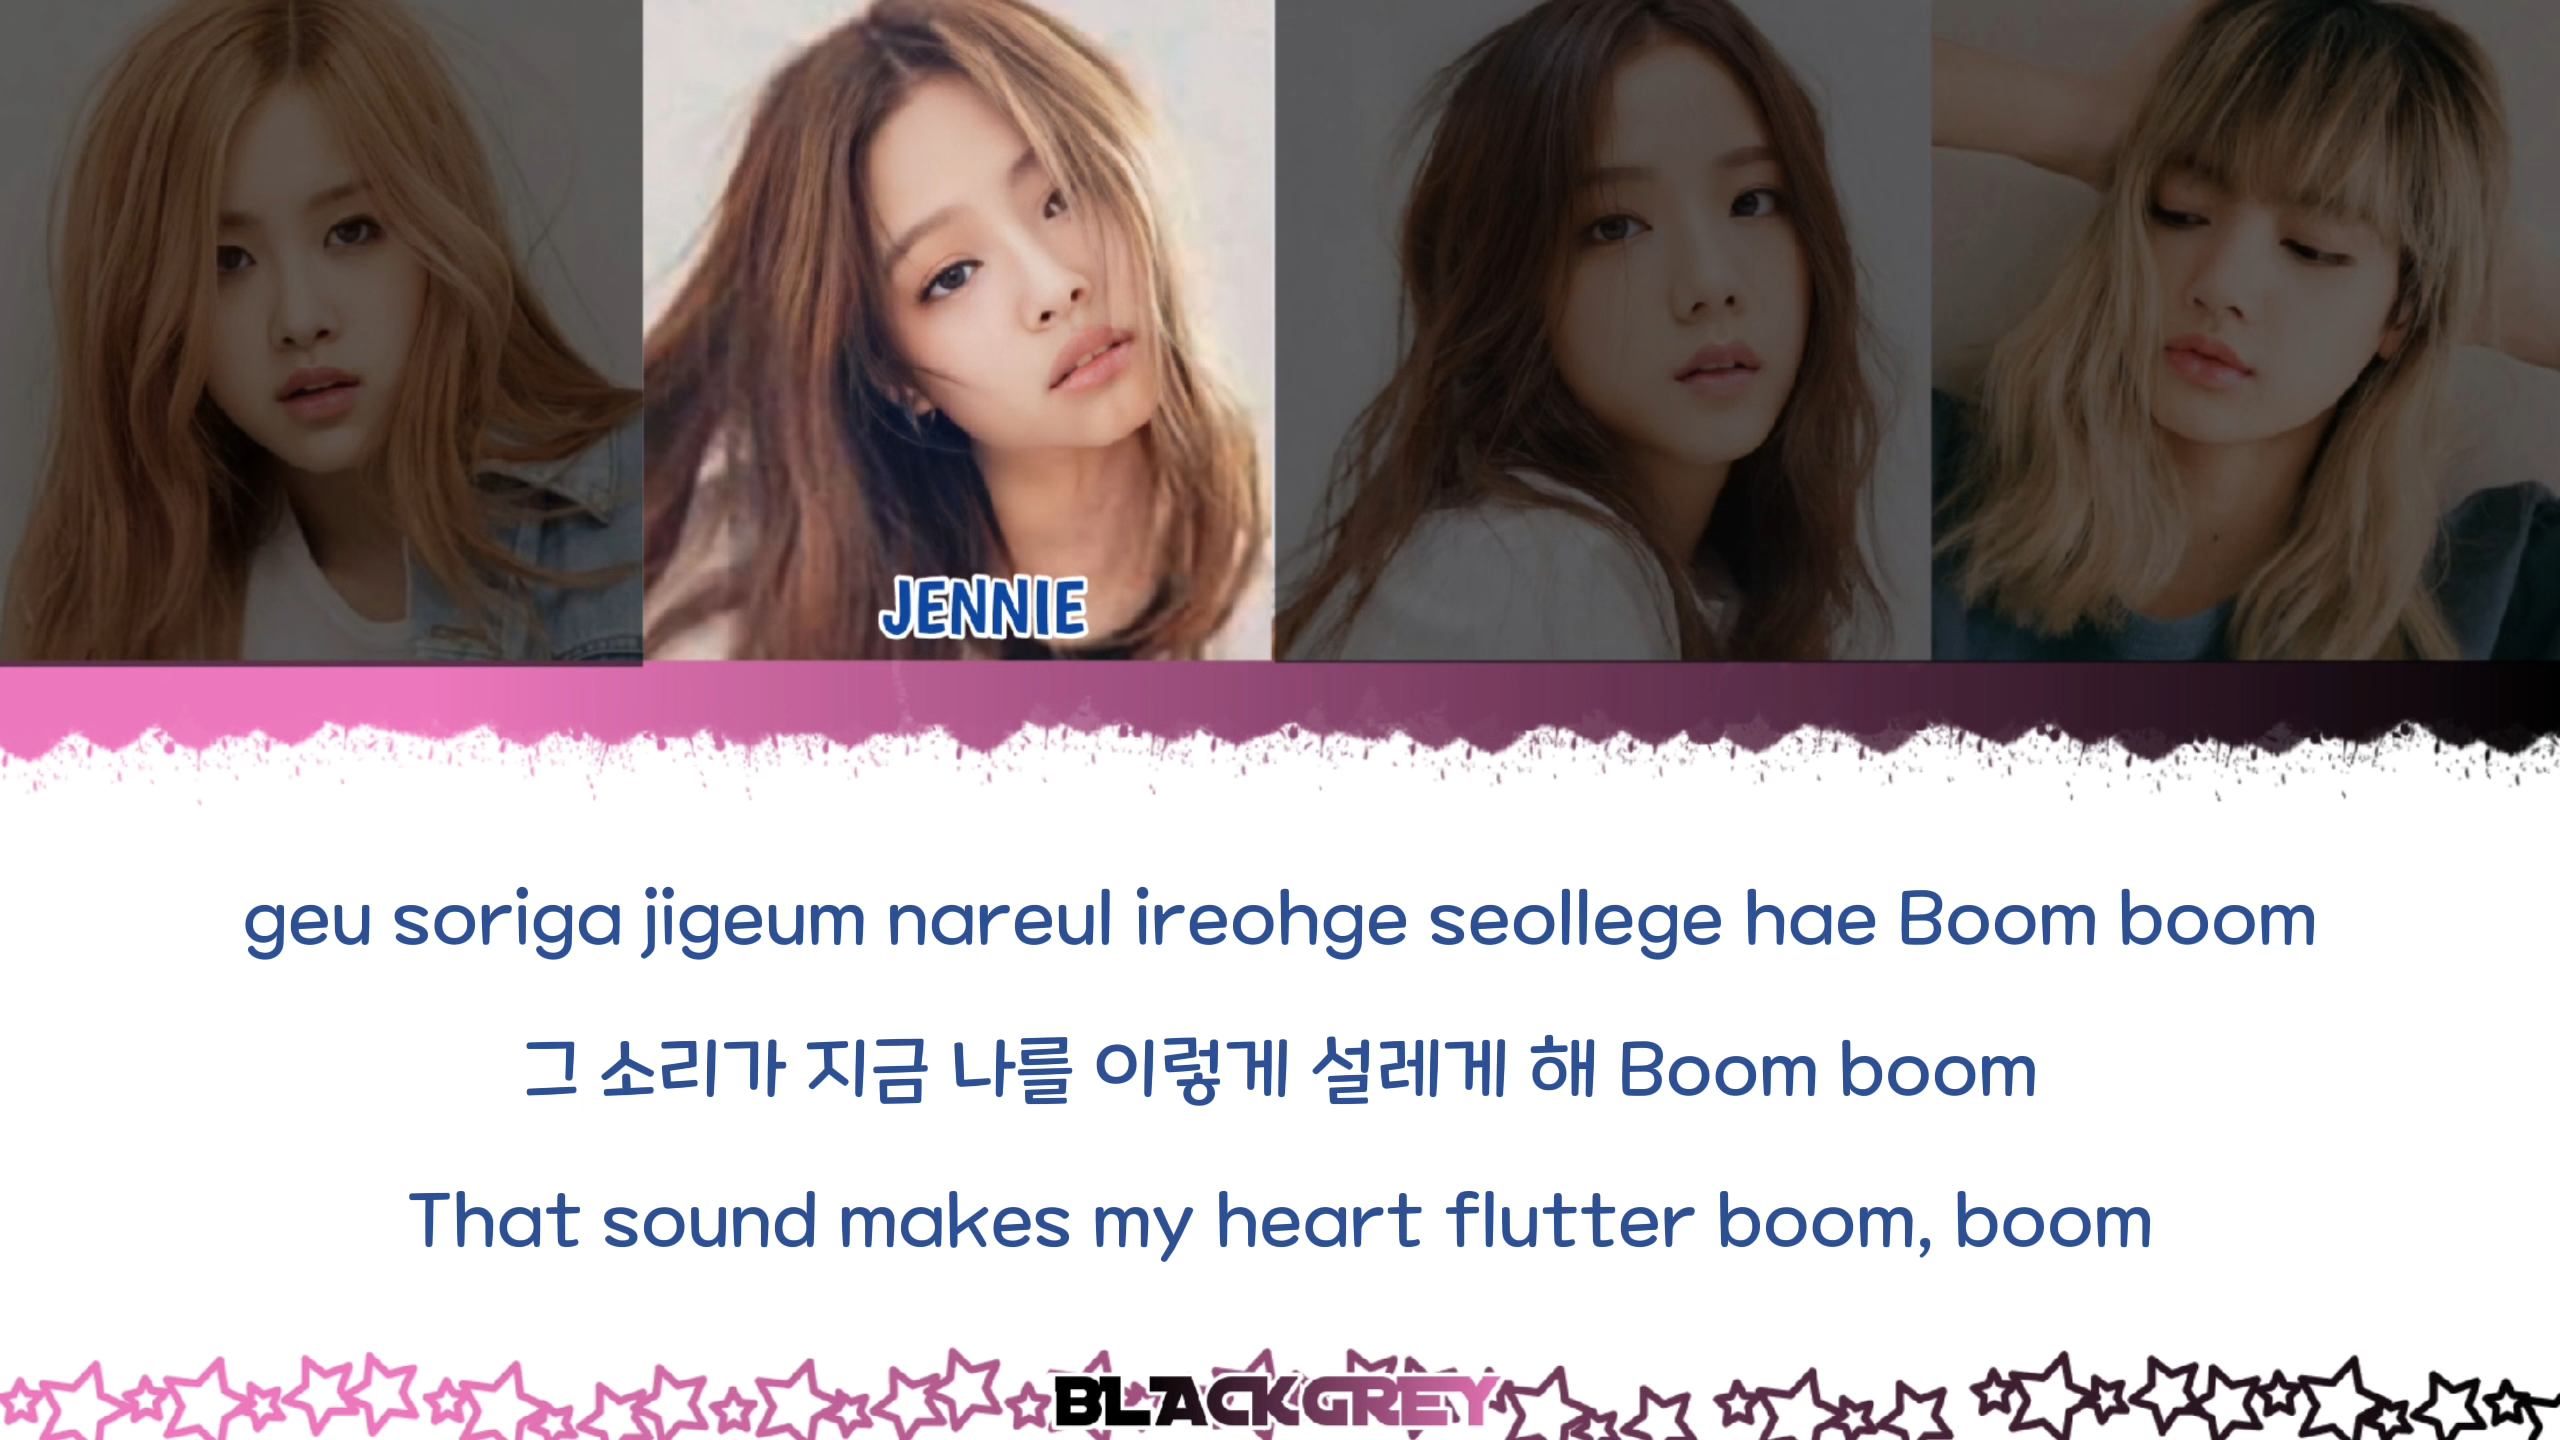 JENNIE
geu soriga jigeum nareul ireohge seollege hae Boom boom
그 소리가 지금 나를 이렇게 설레게 해 Boom boom
That sound makes my heart flutter boom, boom
BLACKGREY